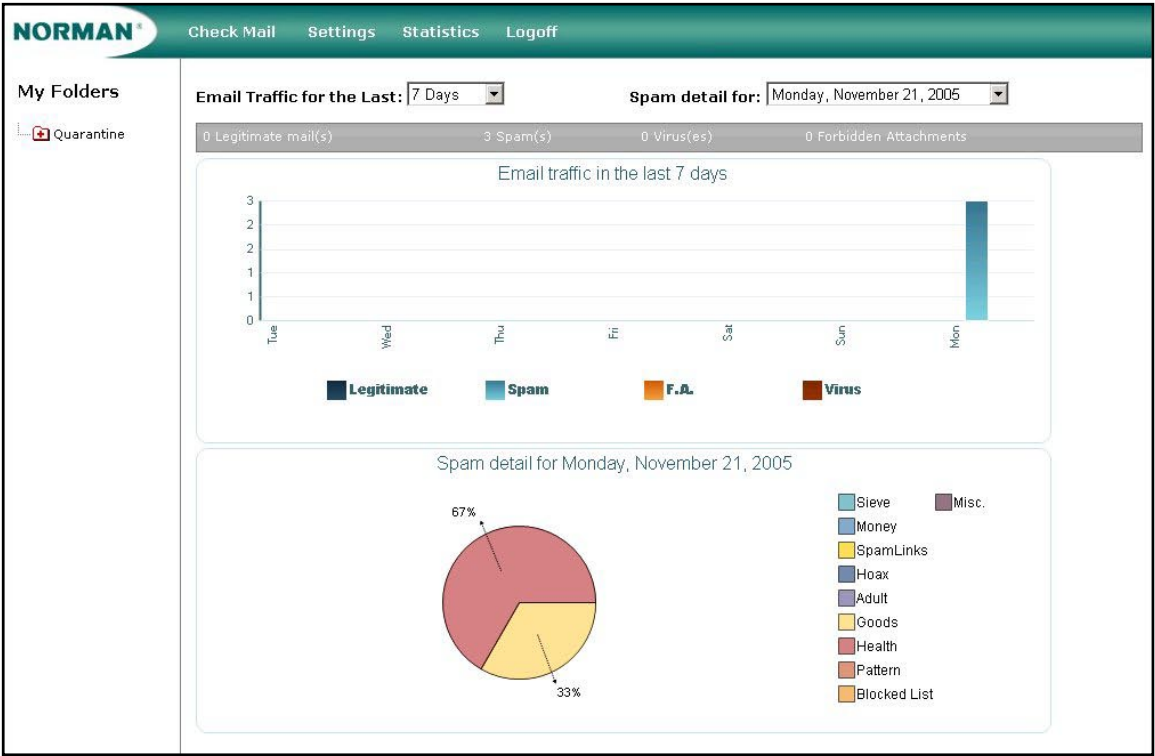 NORMAN® Check Mail Settings Statistics Logoff
My Folders
Quarantine
Email Traffic for the Last: 7 Days Spam detail for: Monday, November 21, 2005
0 Legitimate mail(s) 3 Spam(s) 0 Virus(es) 0 Forbidden Attachments
Email traffic in the last 7 days
3
2
2
1
1
0
Tue Wed Thu Fri Sat Sun Mon
Legitimate Spam F.A. Virus
Spam detail for Monday, November 21, 2005
67%
33%
Sieve Misc.
Money
SpamLinks
Hoax
Adult
Goods
Health
Pattern
Blocked List